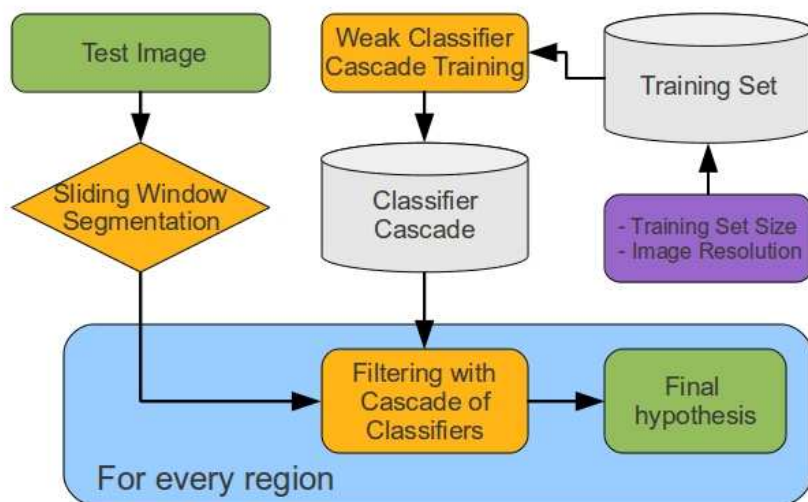 Test Image
Weak Classifier
Cascade Training
Training Set
Sliding Window
Segmentation
Classifier
Cascade
- Training Set Size
- Image Resolution
Filtering with
Cascade of
Classifiers
Final
hypothesis
For every region